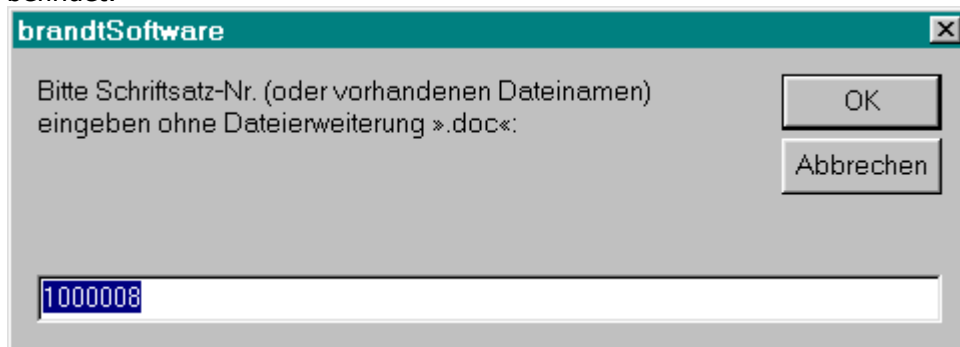 brandtSoftware
Bitte Schriftsatz-Nr. (oder vorhandenen Dateinamen)
eingeben ohne Dateierweiterung ».doc«:
OK
Abbrechen
1000008